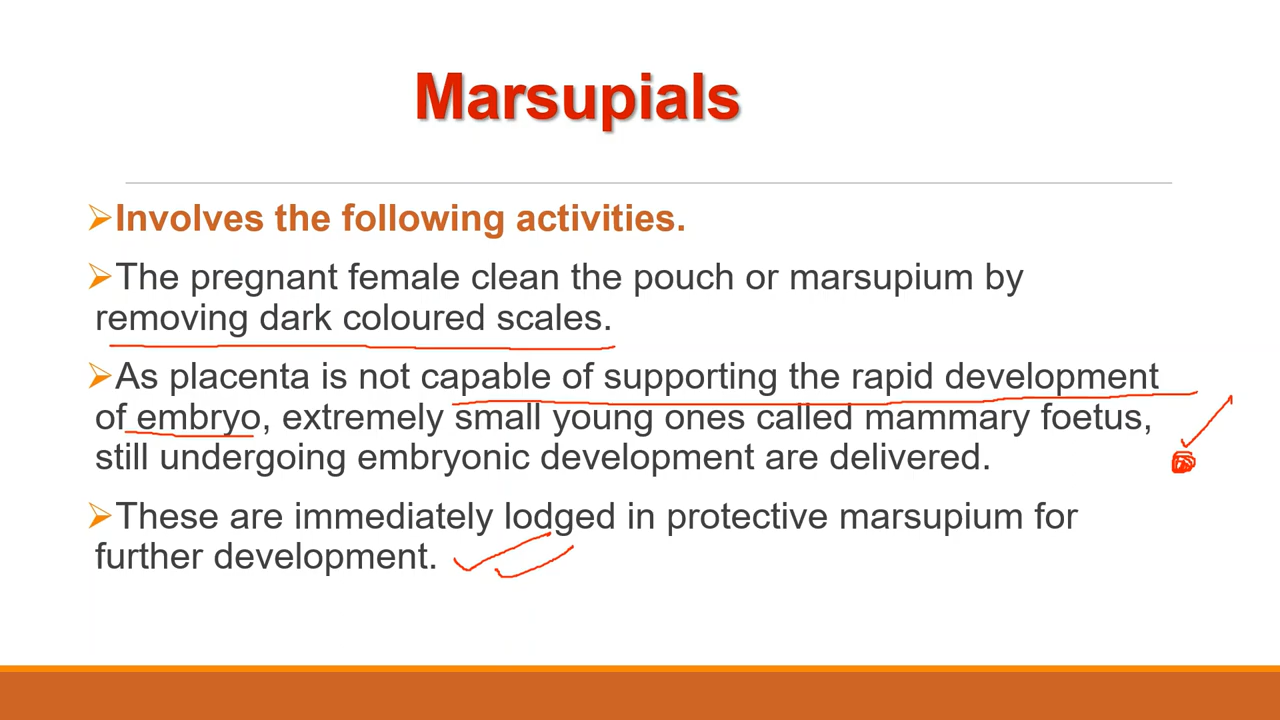 Marsupials
➢Involves the following activities.
➢The pregnant female clean the pouch or marsupium by
removing dark coloured scales.
➢As placenta is not capable of supporting the rapid development
of embryo, extremely small young ones called mammary foetus,
still undergoing embryonic development are delivered.
➢These are immediately lodged in protective marsupium for
further development.